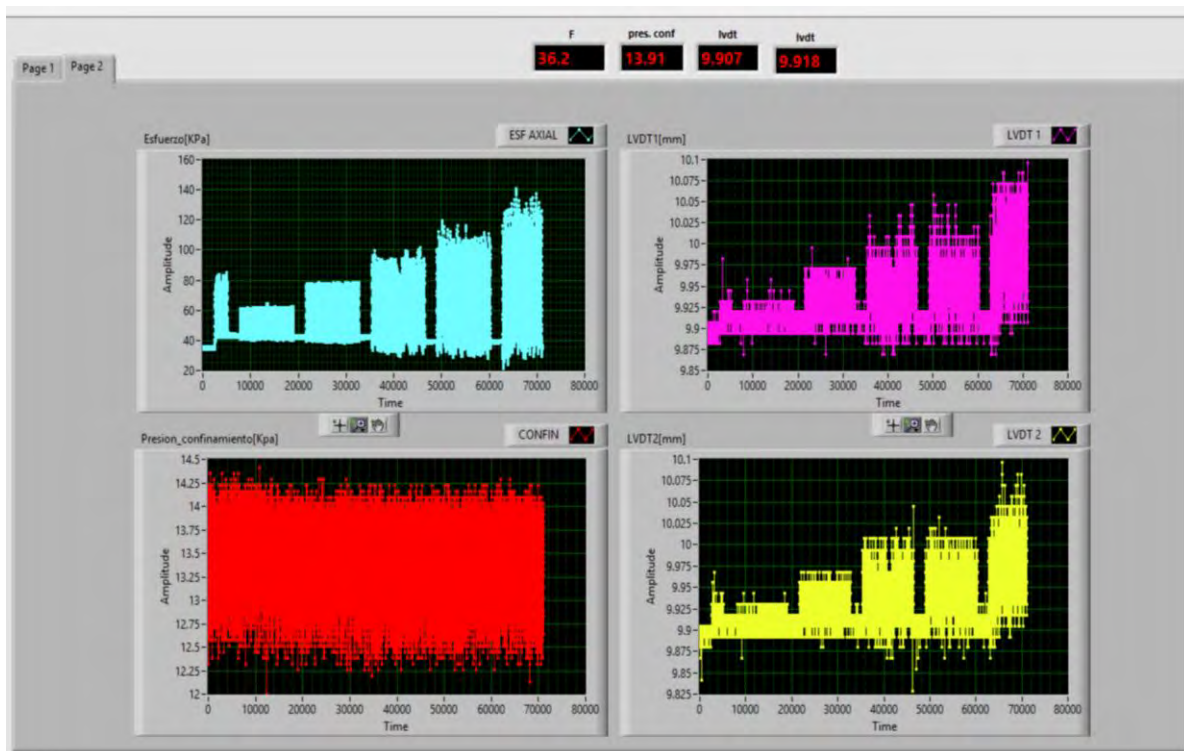 F pres. conf lvdt lvdt
36.2 13.91 9.907 9.918
Page 1 Page 2
Esfuerzo[KPa] ESF AXIAL
160
140
120
100
80
60
40
20
Amplitude
0 10000 20000 30000 40000 50000 60000 70000 80000
Time
LVDT1[mm] LVDT 1
10.1
10.075
10.05
10.025
10
9.975
9.95
9.925
9.9
9.875
9.85
Amplitude
0 10000 20000 30000 40000 50000 60000 70000 80000
Time
Presion_confinamiento[Kpa] CONFIN
14.5
14.25
14
13.75
13.5
13.25
13
12.75
12.5
12.25
12
Amplitude
0 10000 20000 30000 40000 50000 60000 70000 80000
Time
LVDT2[mm] LVDT 2
10.1
10.075
10.05
10.025
10
9.975
9.95
9.925
9.9
9.875
9.85
9.825
Amplitude
0 10000 20000 30000 40000 50000 60000 70000 80000
Time